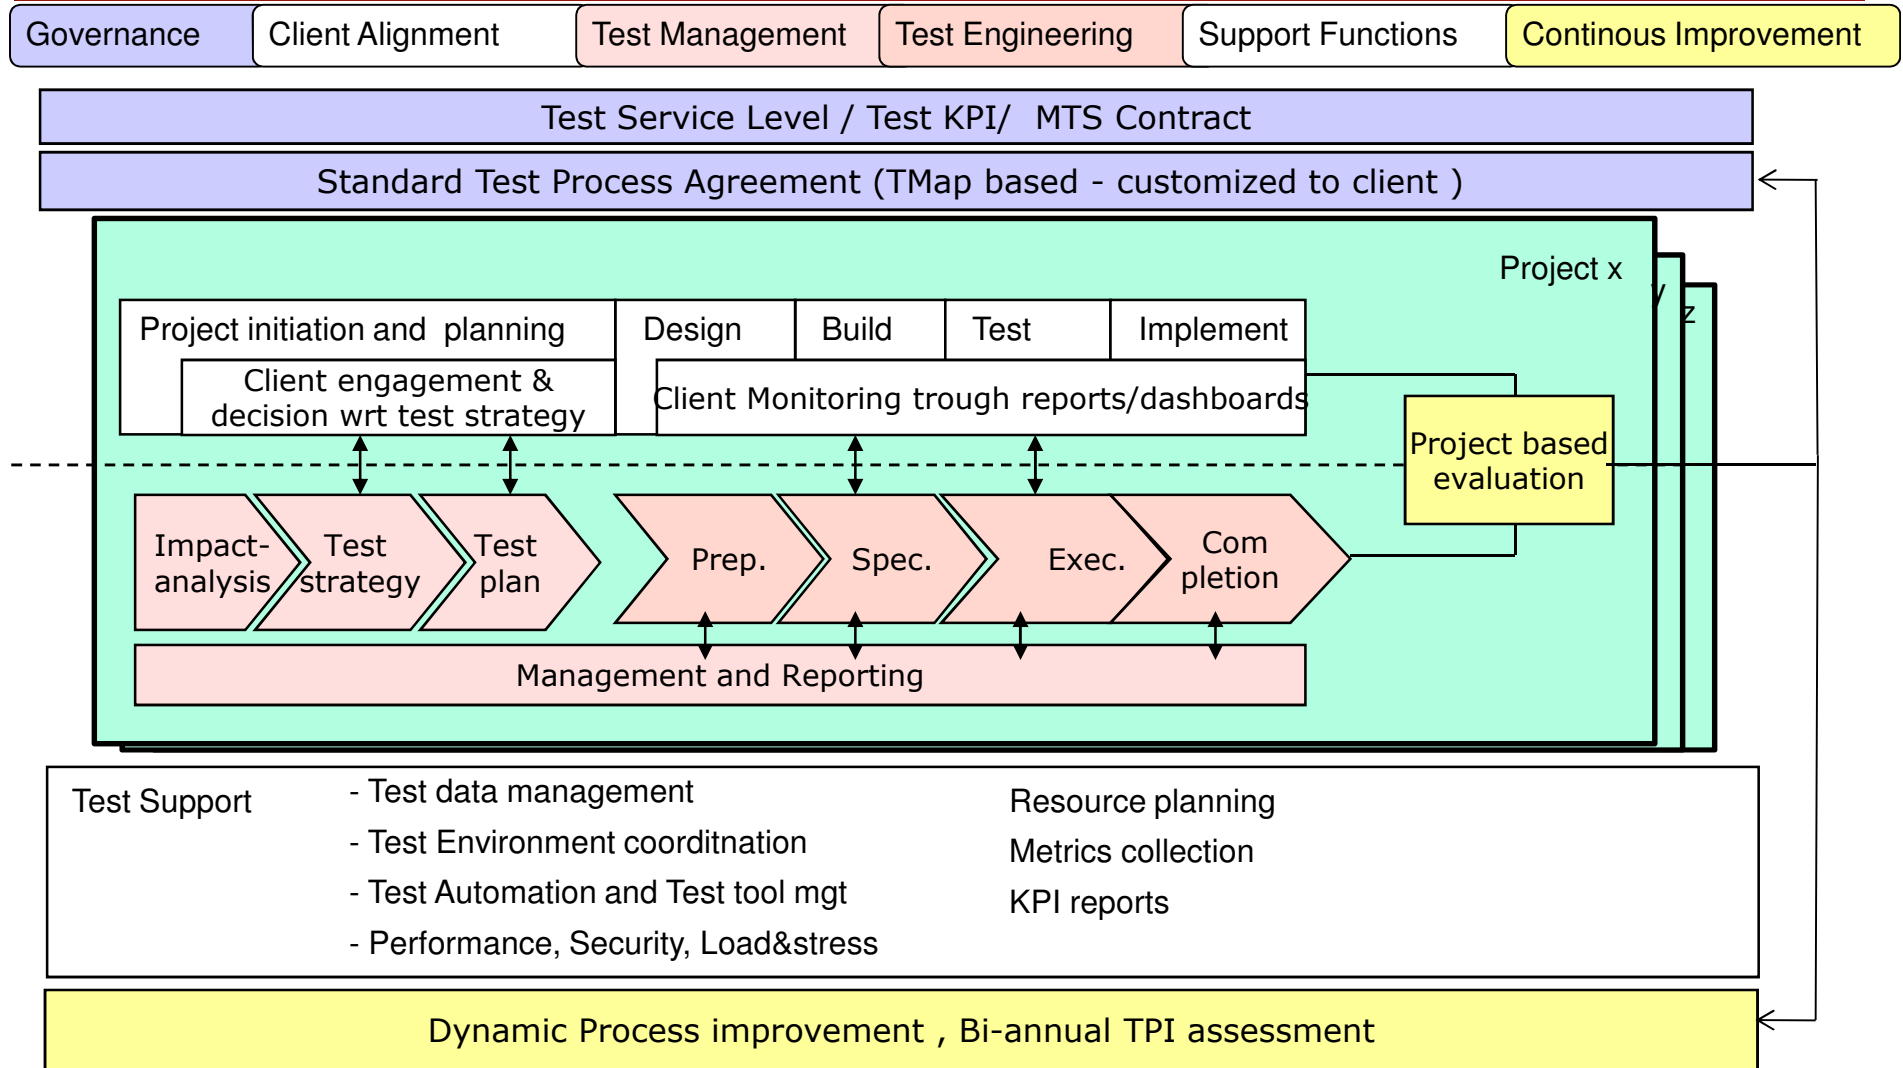 Governance
Client Alignment
Test Management
Test Engineering
Support Functions
Continous Improvement
Test Service Level / Test KPI/ MTS Contract
Standard Test Process Agreement (TMap based - customized to client )
Project x
y
z
Project initiation and planning
Design
Build
Test
Implement
Client engagement &
decision wrt test strategy
Client Monitoring trough reports/dashboards
Project based
evaluation
Impact-
analysis
Test
strategy
Test
plan
Prep.
Spec.
Exec.
Com
pletion
Management and Reporting
Test Support
- Test data management
- Test Environment coorditnation
- Test Automation and Test tool mgt
- Performance, Security, Load&stress
Resource planning
Metrics collection
KPI reports
Dynamic Process improvement , Bi-annual TPI assessment